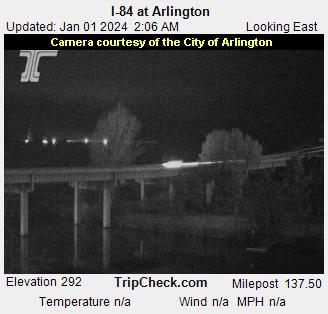 I-84 at Arlington
Updated: Jan 01 2024 2:06 AM Looking East
Camera courtesy of the City of Arlington
Elevation 292 TripCheck.com Milepost 137.50
Temperature n/a Wind n/a MPH n/a